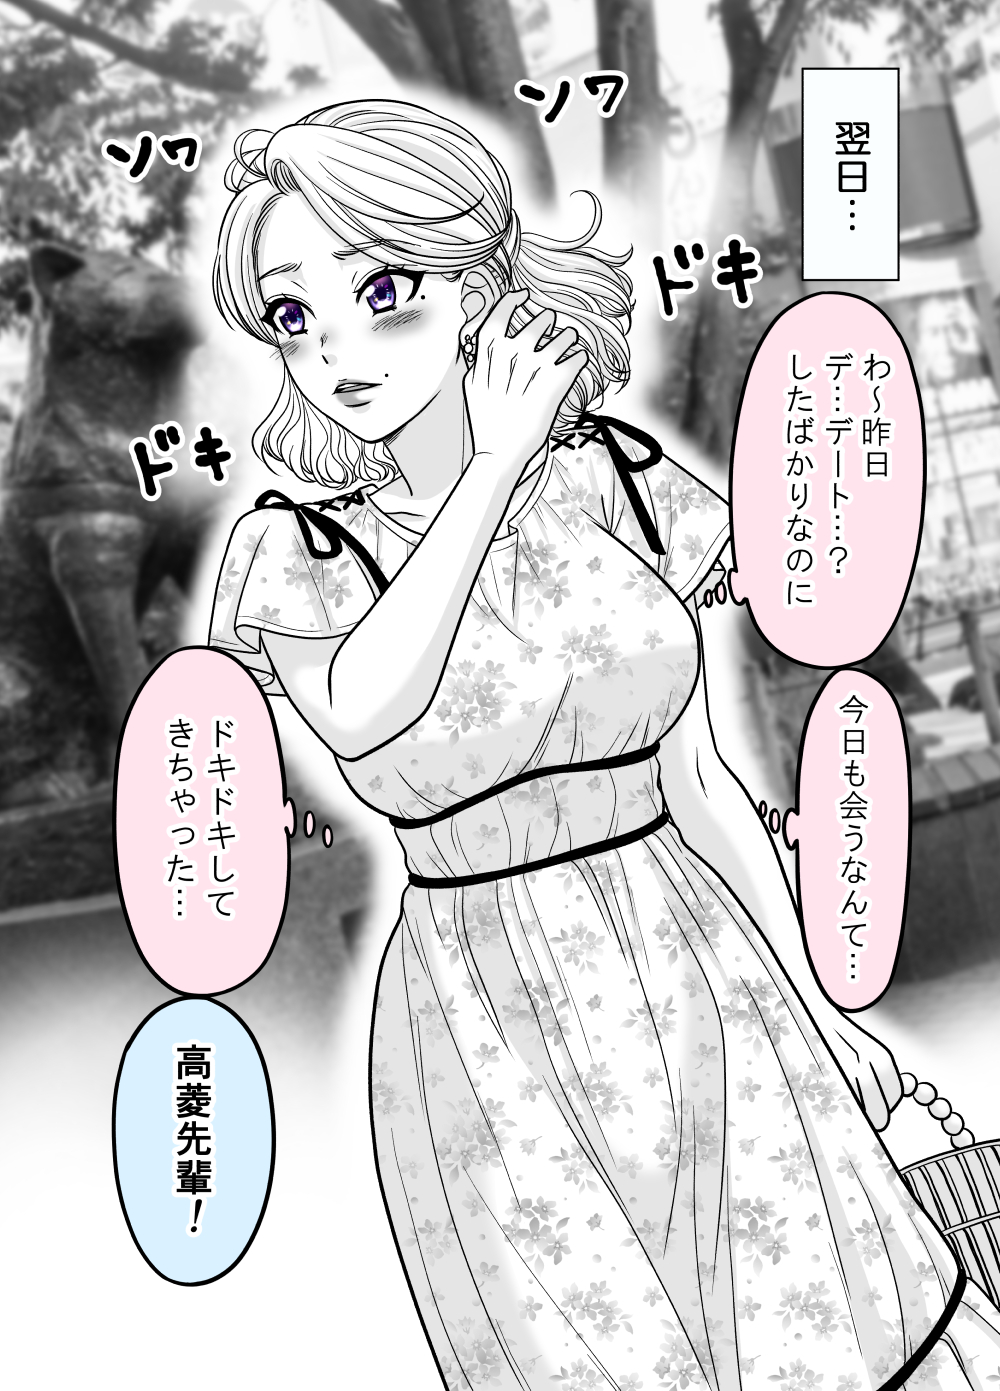 翌日…
わ～昨日
デ…デート…？
したばかりなのに
今日も会うなんて…
ドキドキして
きちゃった…
高菱先輩！
ソワ
ソワ
ドキ
ドキ